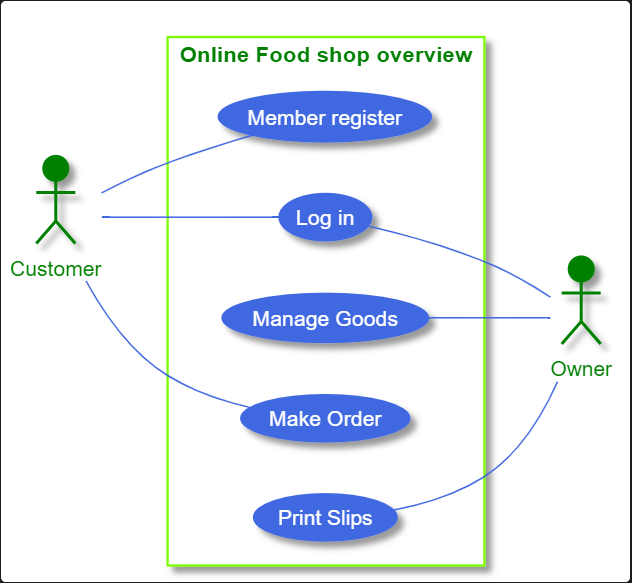 Online Food shop overview
Member register
Log in
Customer
Manage Goods
Owner
Make Order
Print Slips